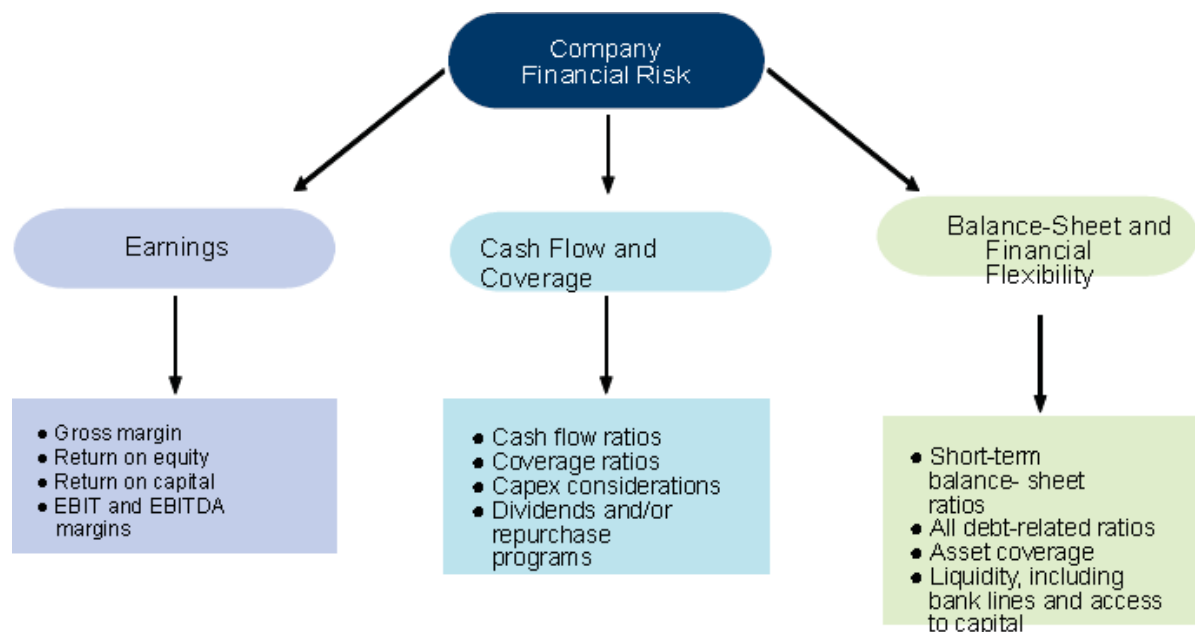 Company
Financial Risk
Earnings
Cash Flow and
Coverage
Balance-Sheet and
Financial
Flexibility
● Gross margin
● Return on equity
● Return on capital
● EBIT and EBITDA
margins
● Cash flow ratios
● Coverage ratios
● Capex considerations
● Dividends and/or
repurchase
programs
● Short-term
balance- sheet
ratios
● All debt-related ratios
● Asset coverage
● Liquidity, including
bank lines and access
to capital